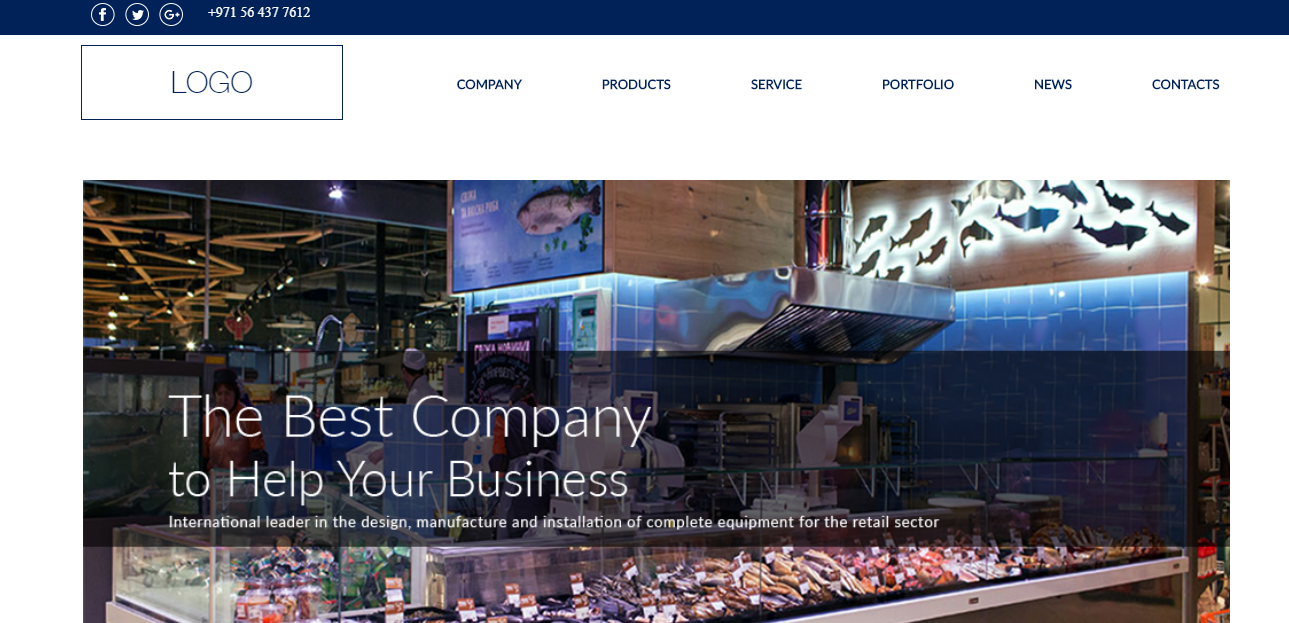 +971 56 437 7612
LOGO
COMPANY PRODUCTS SERVICE PORTFOLIO NEWS CONTACTS
The Best Company
to Help Your Business
International leader in the design, manufacture and installation of complete equipment for the retail sector